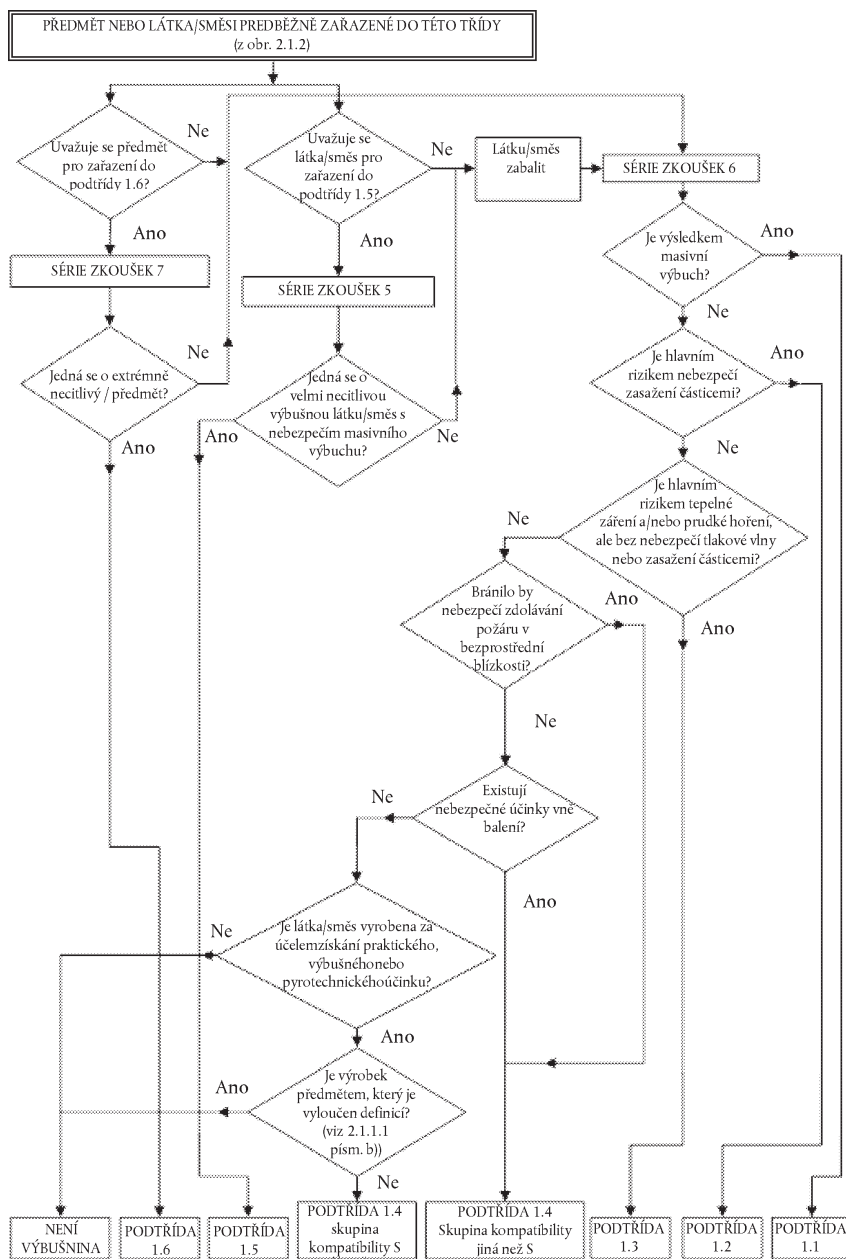 PŘEDMĚT NEBO LÁTKA/SMĚSI PREDBĚŽNĚ ZAŘAZENÉ DO TÉTO TŘÍDY
(z obr. 2.1.2)
Uvažuje se předmět
pro zařazení do
podtřídy 1.6?
Ne
Ano
SÉRIE ZKOUŠEK 7
Jedná se o extrémně
necitlivý / předmět?
Ne
Ano
Uvažuje se
látka/směs pro
zařazení do
podtřídy 1.5?
Ne
Ano
SÉRIE ZKOUŠEK 5
Jedná se o
velmi necitlivou
výbušnou látku/směs s
nebezpečím masivního
výbuchu?
Ano
Ne
Látku/směs
zabalit
SÉRIE ZKOUŠEK 6
Je výsledkem
masivní
výbuch?
Ano
Ne
Je hlavním
rizikem nebezpečí
zasažení částicemi?
Ano
Ne
Je hlavním
rizikem tepelné
záření a/nebo prudké hoření,
ale bez nebezpečí tlakové vlny
nebo zasažení částicemi?
Ne
Ano
Bránilo by
nebezpečí zdolávání
požáru v
bezprostřední
blízkosti?
Ano
Ne
Existují
nebezpečné účinky vně
balení?
Ne
Ano
Je látka/směs vyrobena za
účelemzískání praktického,
výbušnéhonebo
pyrotechnickéhoúčinku?
Ne
Ano
Je výrobek
předmětem, který je
vyloučen definicí?
(viz 2.1.1.1
písm. b))
Ano
Ne
NENÍ
VÝBUŠNINA
PODTŘÍDA
1.6
PODTŘÍDA
1.5
PODTŘÍDA 1.4
skupina
kompatibility S
PODTŘÍDA 1.4
Skupina kompatibility
jiná než S
PODTŘÍDA
1.3
PODTŘÍDA
1.2
PODTŘÍDA
1.1